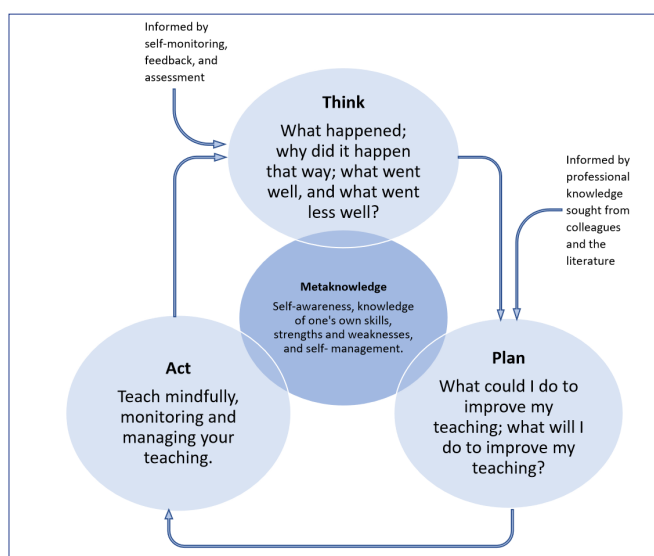 Informed by
self-monitoring,
feedback, and
assessment
Think
What happened;
why did it happen
that way; what went
well, and what went
less well?
Informed by
professional
knowledge
sought from
colleagues
and the
literature
Metaknowledge
Self-awareness, knowledge
of one's own skills,
strengths and weaknesses,
and self- management.
Act
Teach mindfully,
monitoring and
managing your
teaching.
Plan
What could I do to
improve my
teaching; what will I
do to improve my
teaching?